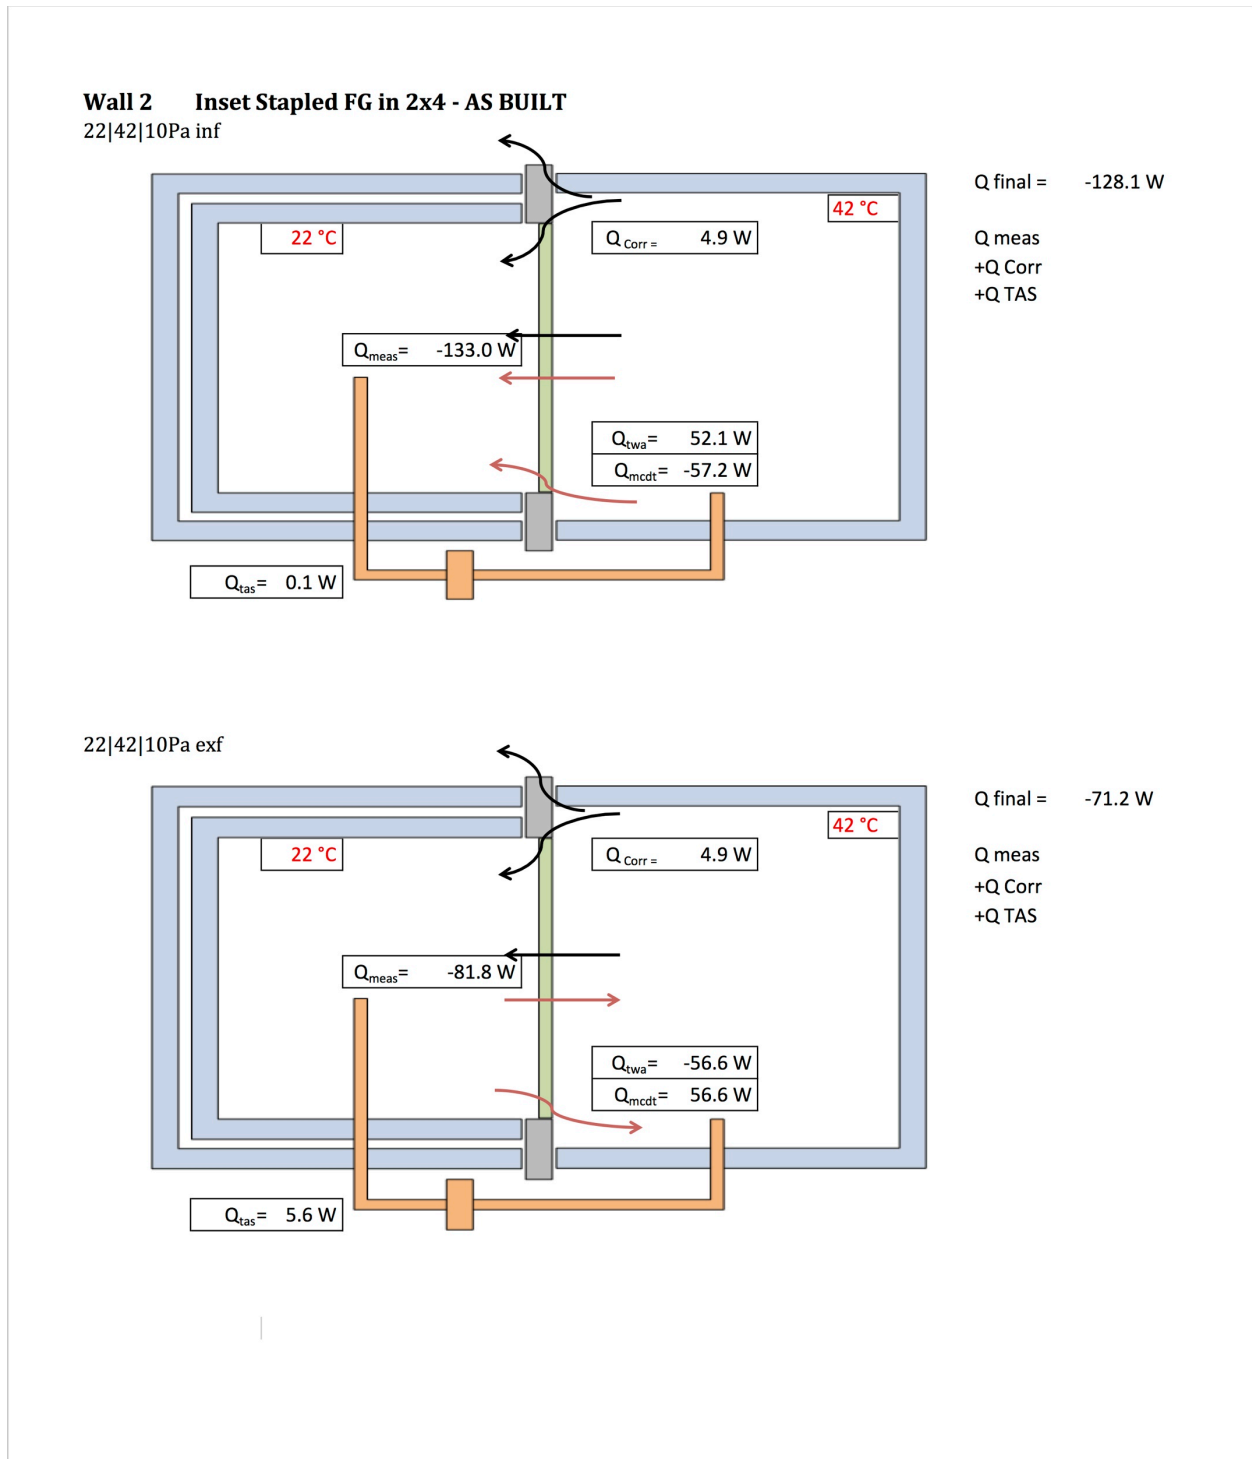 Wall 2 Inset Stapled FG in 2x4 - AS BUILT
22|42|10Pa inf
Q final = -128.1 W
42 °C
22 °C
Q Corr = 4.9 W
Q meas
+Q Corr
+Q TAS
Qmeas= -133.0 W
Qtwa= 52.1 W
Qmcdt= -57.2 W
Qtas= 0.1 W
22|42|10Pa exf
Q final = -71.2 W
42 °C
22 °C
Q Corr = 4.9 W
Q meas
+Q Corr
+Q TAS
Qmeas= -81.8 W
Qtwa= -56.6 W
Qmcdt= 56.6 W
Qtas= 5.6 W